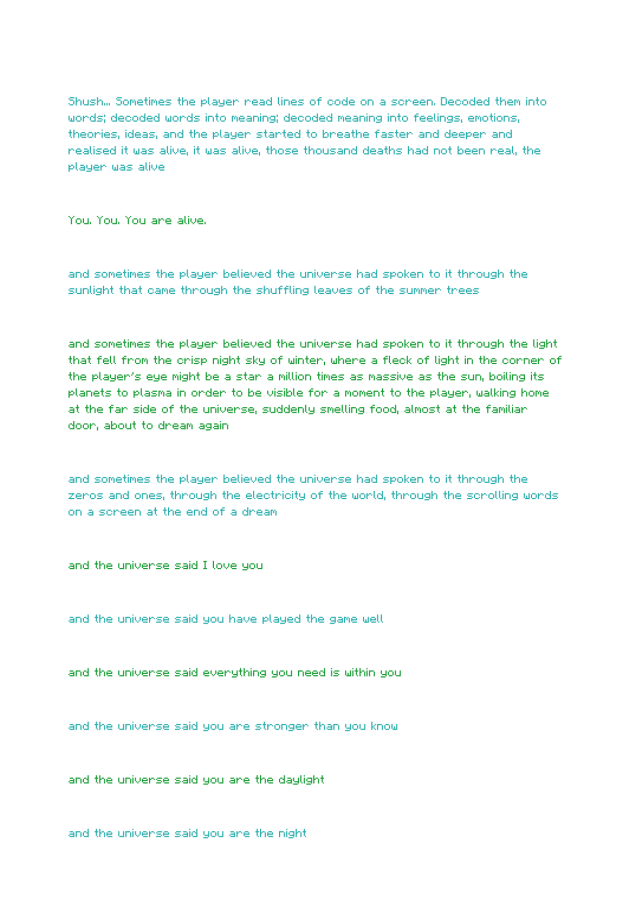 Shush... Sometimes the player read lines of code on a screen. Decoded them into
words; decoded words into meaning; decoded meaning into feelings, emotions,
theories, ideas, and the player started to breathe faster and deeper and
realised it was alive, it was alive, those thousand deaths had not been real, the
player was alive
You. You. You are alive.
and sometimes the player believed the universe had spoken to it through the
sunlight that came through the shuffling leaves of the summer trees
and sometimes the player believed the universe had spoken to it through the light
that fell from the crisp night sky of winter, where a fleck of light in the corner of
the player's eye might be a star a million times as massive as the sun, boiling its
planets to plasma in order to be visible for a moment to the player, walking home
at the far side of the universe, suddenly smelling food, almost at the familiar
door, about to dream again
and sometimes the player believed the universe had spoken to it through the
zeros and ones, through the electricity of the world, through the scrolling words
on a screen at the end of a dream
and the universe said I love you
and the universe said you have played the game well
and the universe said everything you need is within you
and the universe said you are stronger than you know
and the universe said you are the daylight
and the universe said you are the night